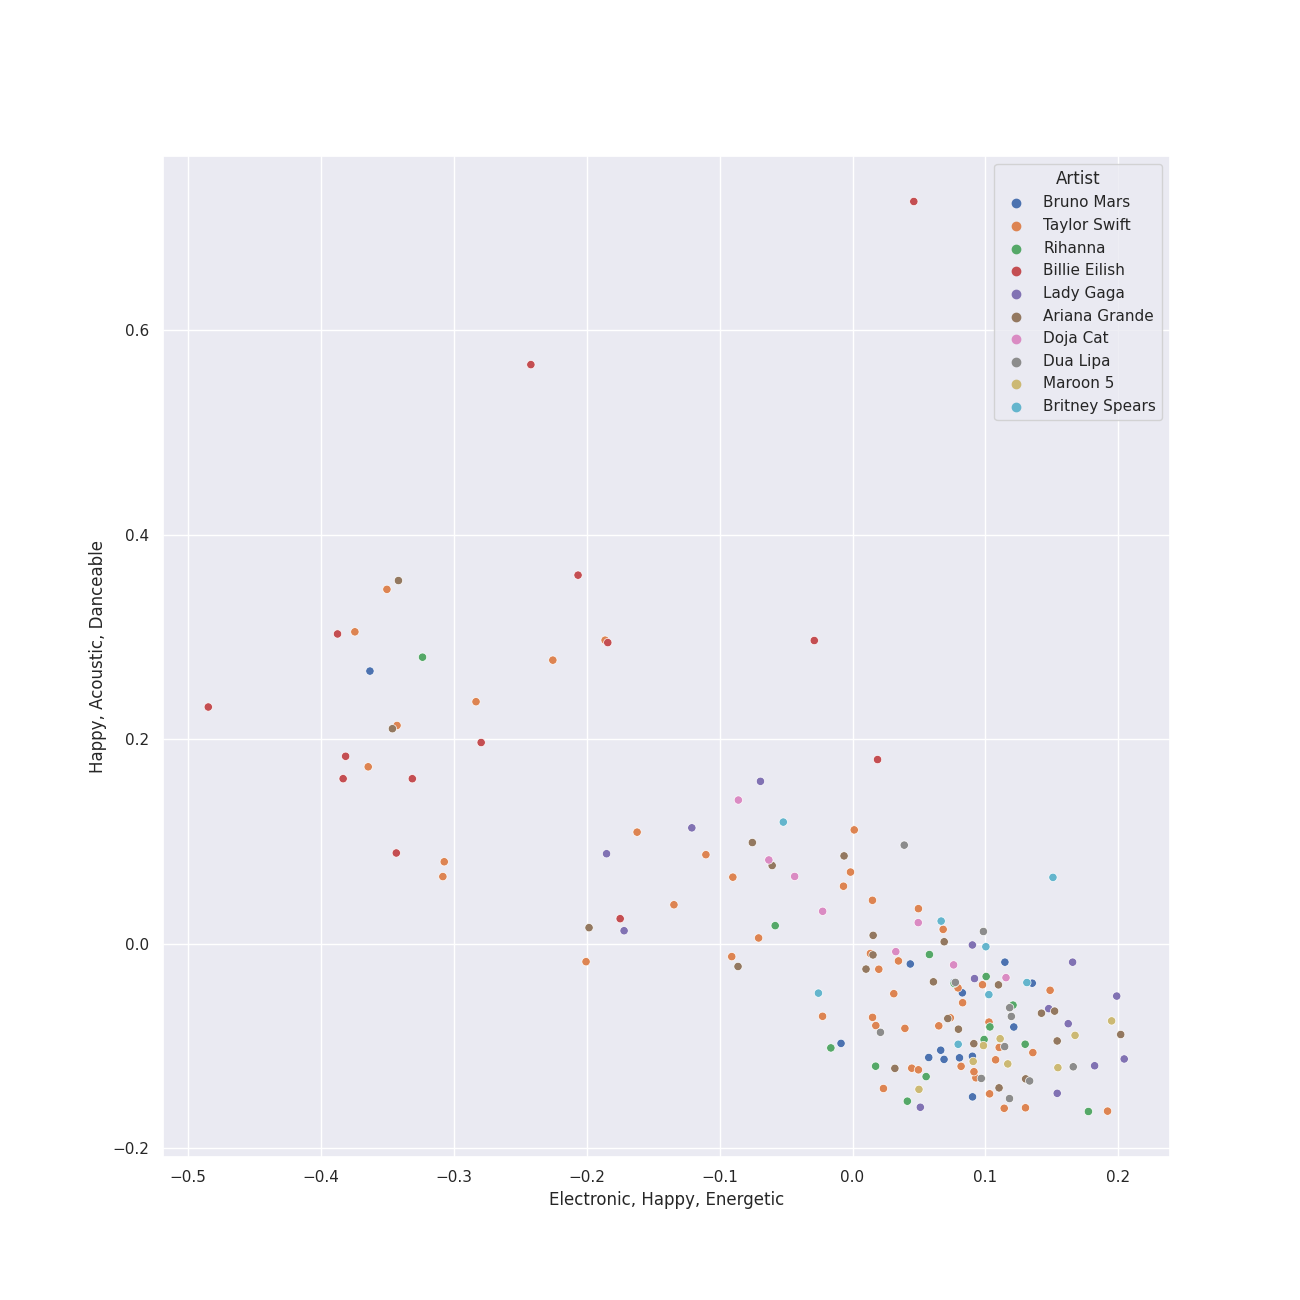 Artist
Bruno Mars
Taylor Swift
Rihanna
Billie Eilish
Lady Gaga
Ariana Grande
Doja Cat
Dua Lipa
Maroon 5
Britney Spears
0.6
0.4
0.2
0.0
−0.2
Happy, Acoustic, Danceable
−0.5 −0.4 −0.3 −0.2 −0.1 0.0 0.1 0.2
Electronic, Happy, Energetic